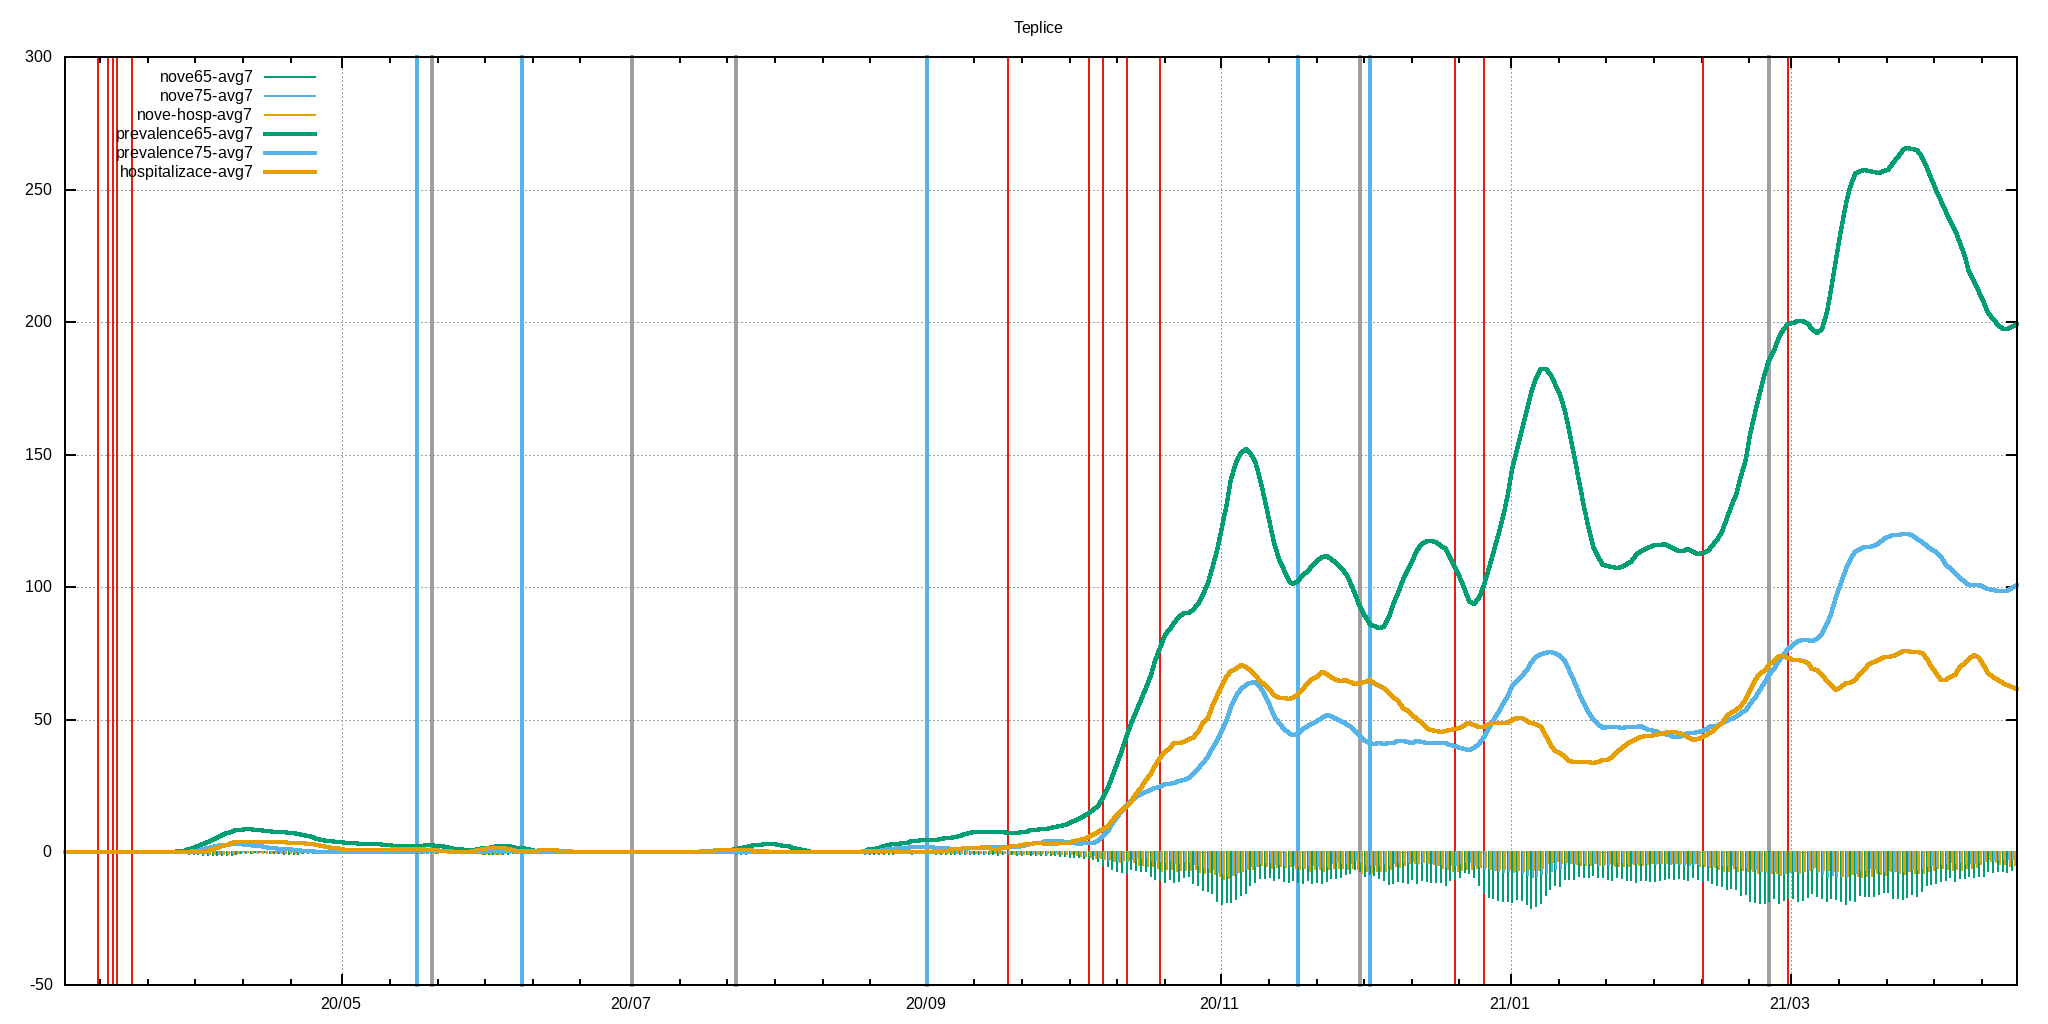 Teplice
300
nove65-avg7
nove75-avg7
nove-hosp-avg7
prevalence65-avg7
prevalence75-avg7
hospitalizace-avg7
250
200
150
100
50
0
-50
20/05 20/07 20/09 20/11 21/01 21/03